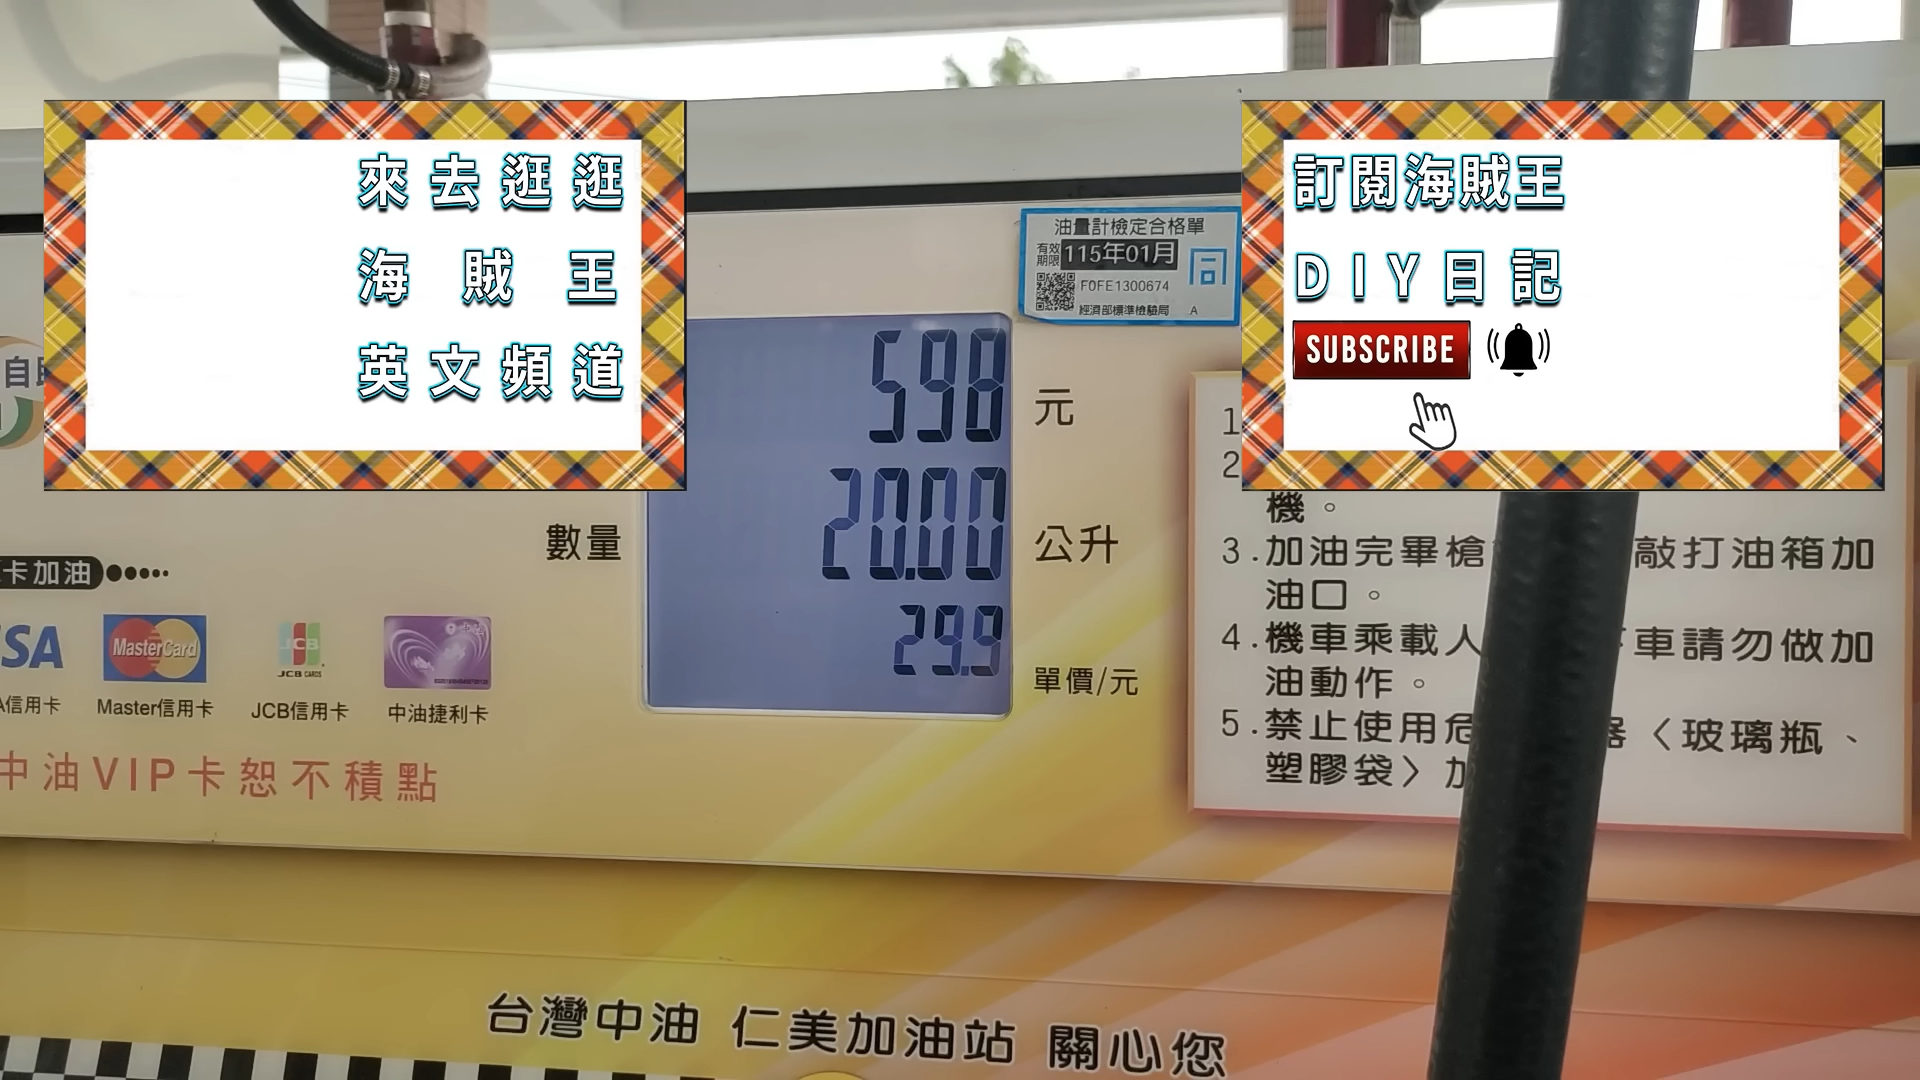 來去逛逛
海賊王
英文頻道
訂閱海賊王
DIY日記
SUBSCRIBE
油量計檢定合格單
有效期限 115年01月
F0FE1300674
經濟部標準檢驗局 A
598 元
數量 20.00 公升
29.9 單價/元
卡加油
MasterCard
JCB
JCB CARDS
信用卡
Master信用卡
JCB信用卡
中油捷利卡
中油VIP卡恕不積點
1
2
機。
3.加油完畢槍
敲打油箱加
油口。
4.機車乘載人
車請勿做加
油動作。
5.禁止使用危
器〈玻璃瓶、
塑膠袋〉加
台灣中油 仁美加油站 關心您